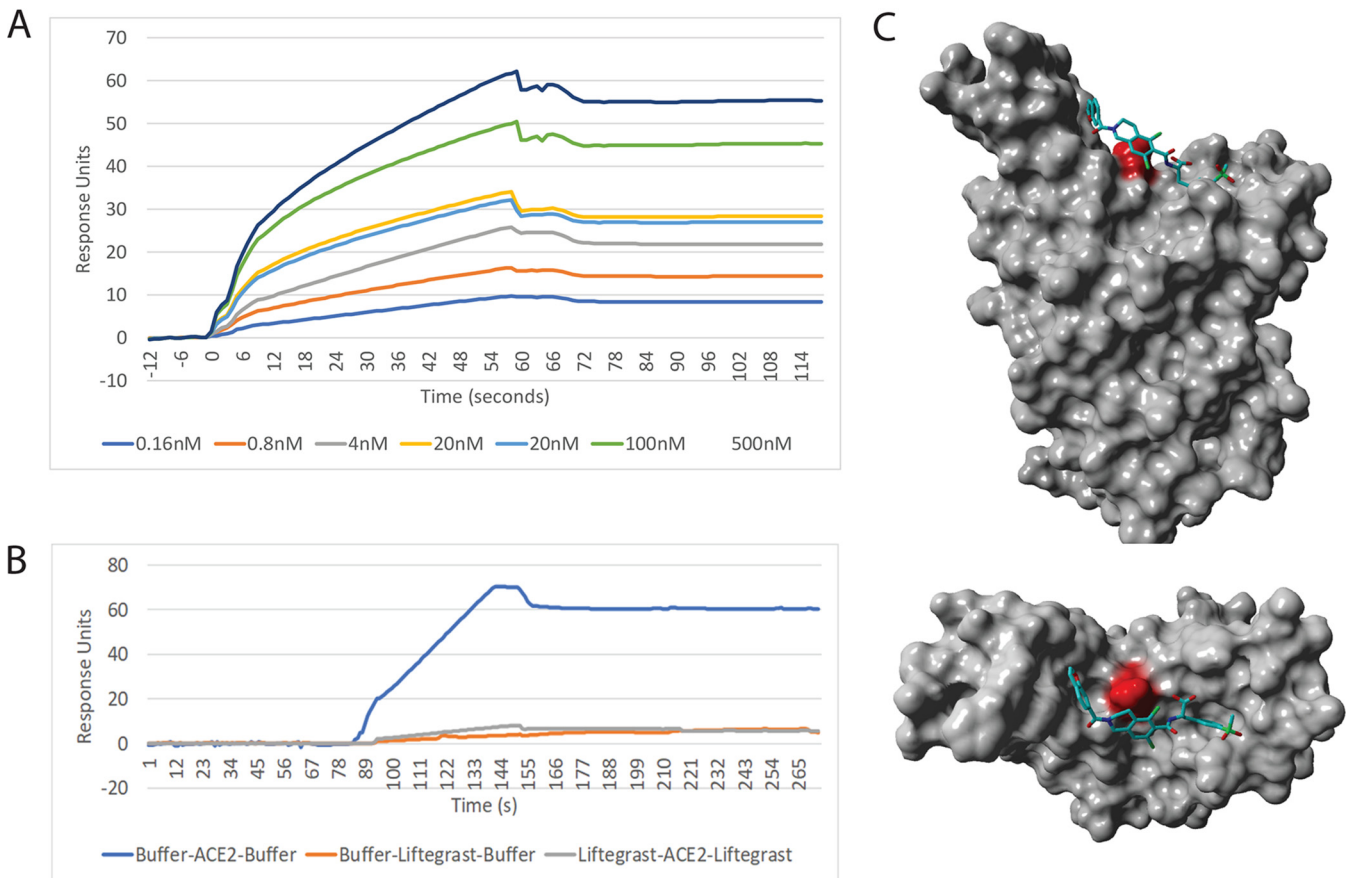 A
70
60
50
40
30
20
10
0
-10
Response Units
-12 -6 0 6 12 18 24 30 36 42 48 54 60 66 72 78 84 90 96 102 108 114
Time (seconds)
0.16nM 0.8nM 4nM 20nM 20nM 100nM 500nM
B
80
60
40
20
0
-20
Response Units
1 12 23 34 45 56 67 78 89 100 111 122 133 144 155 166 177 188 199 210 221 232 243 254 265
Time (s)
Buffer-ACE2-Buffer Buffer-Liftegrast-Buffer Liftegrast-ACE2-Liftegrast
C